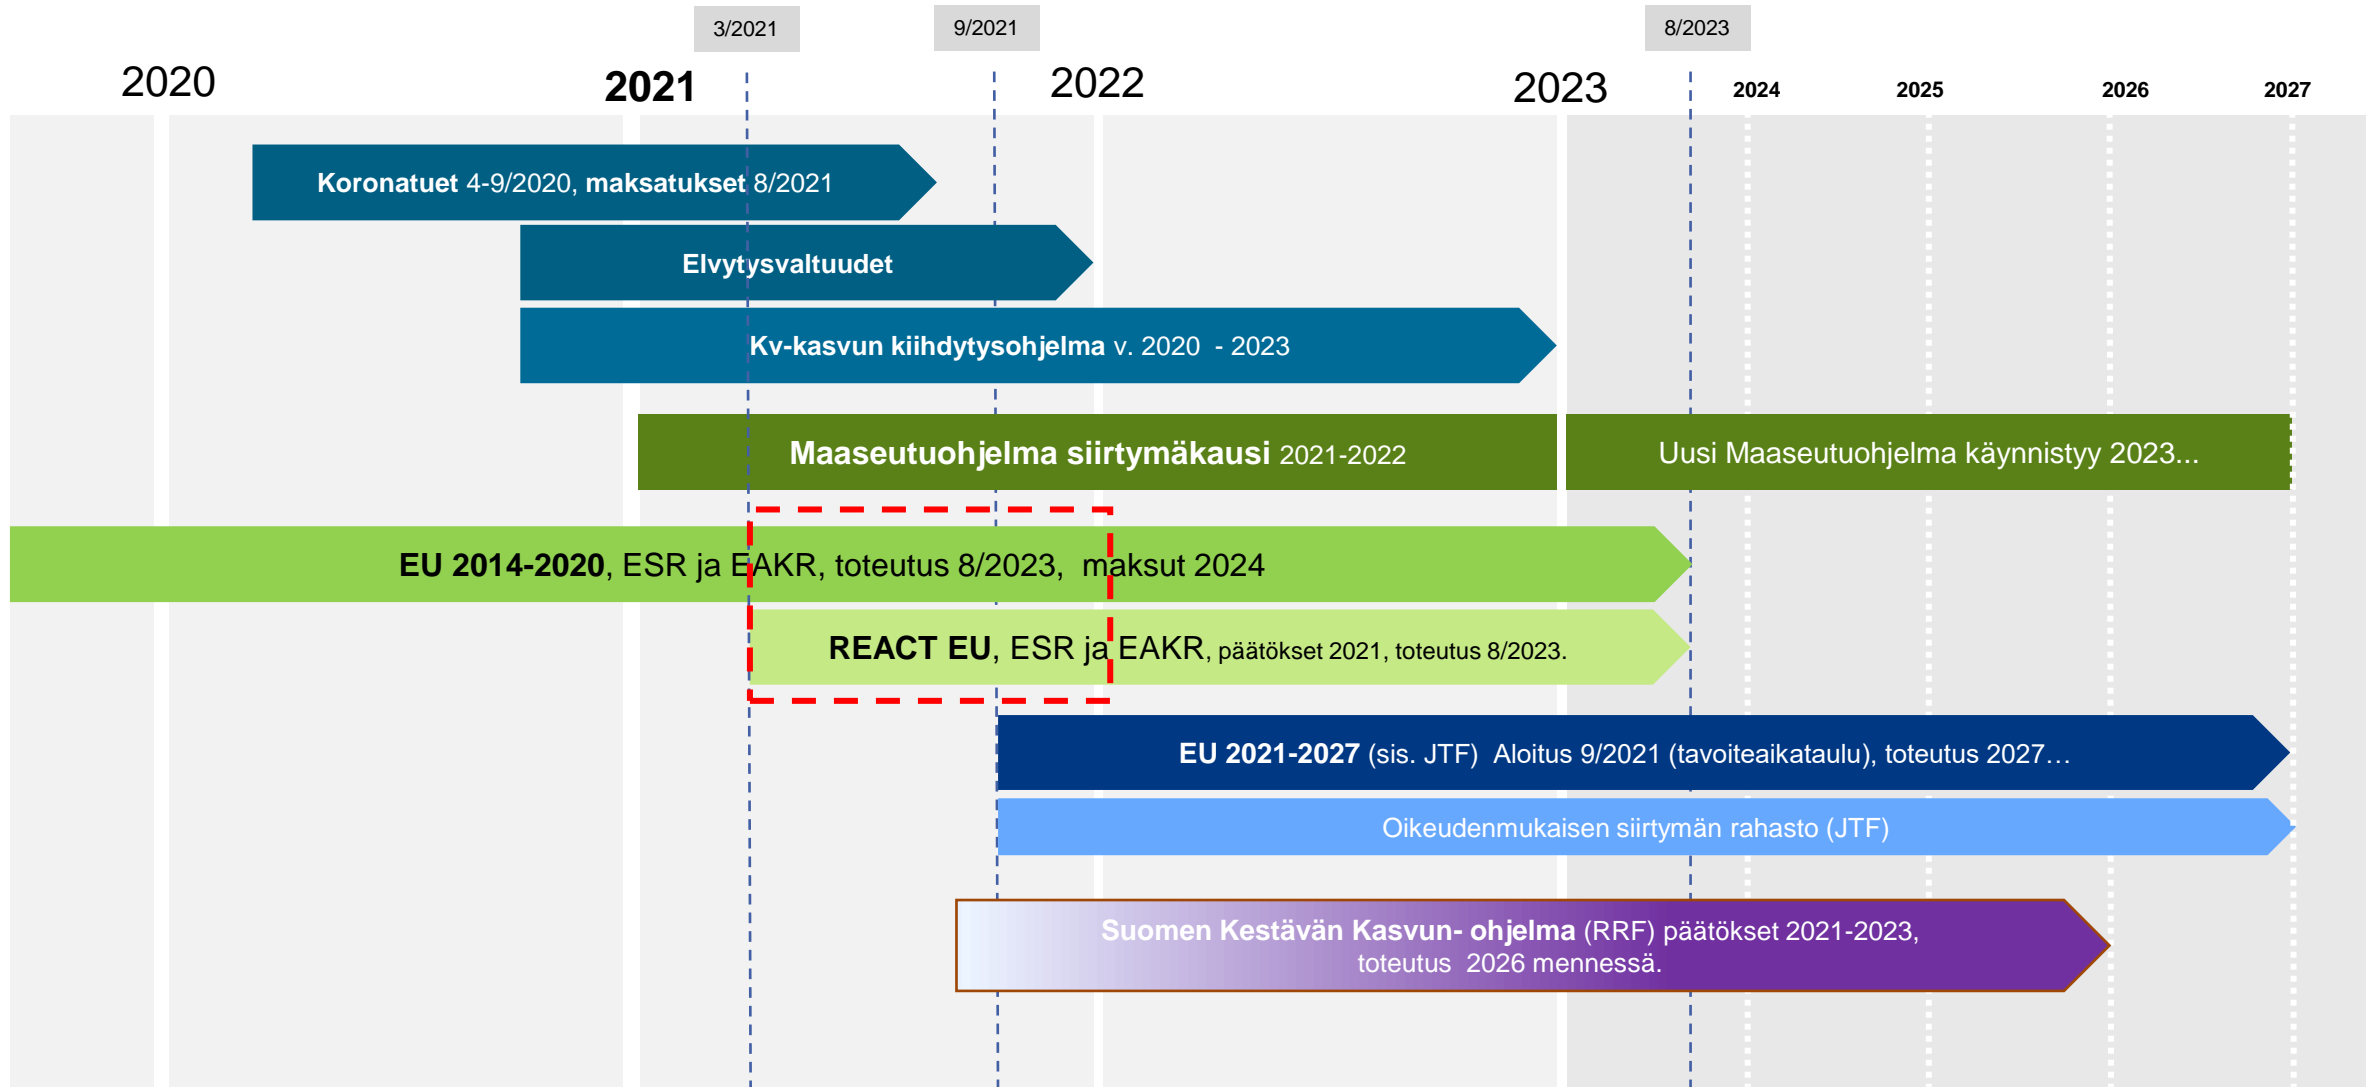 3/2021
9/2021
8/2023
2020
2021
2022
2023
2024
2025
2026
2027
Koronatuet 4-9/2020, maksatukset 8/2021
Elvytysvaltuudet
Kv-kasvun kiihdytysohjelma v. 2020 - 2023
Maaseutuohjelma siirtymäkausi 2021-2022
Uusi Maaseutuohjelma käynnistyy 2023...
EU 2014-2020, ESR ja EAKR, toteutus 8/2023, maksut 2024
REACT EU, ESR ja EAKR, päätökset 2021, toteutus 8/2023.
EU 2021-2027 (sis. JTF) Aloitus 9/2021 (tavoiteaikataulu), toteutus 2027…
Oikeudenmukaisen siirtymän rahasto (JTF)
Suomen Kestävän Kasvun- ohjelma (RRF) päätökset 2021-2023,
toteutus 2026 mennessä.